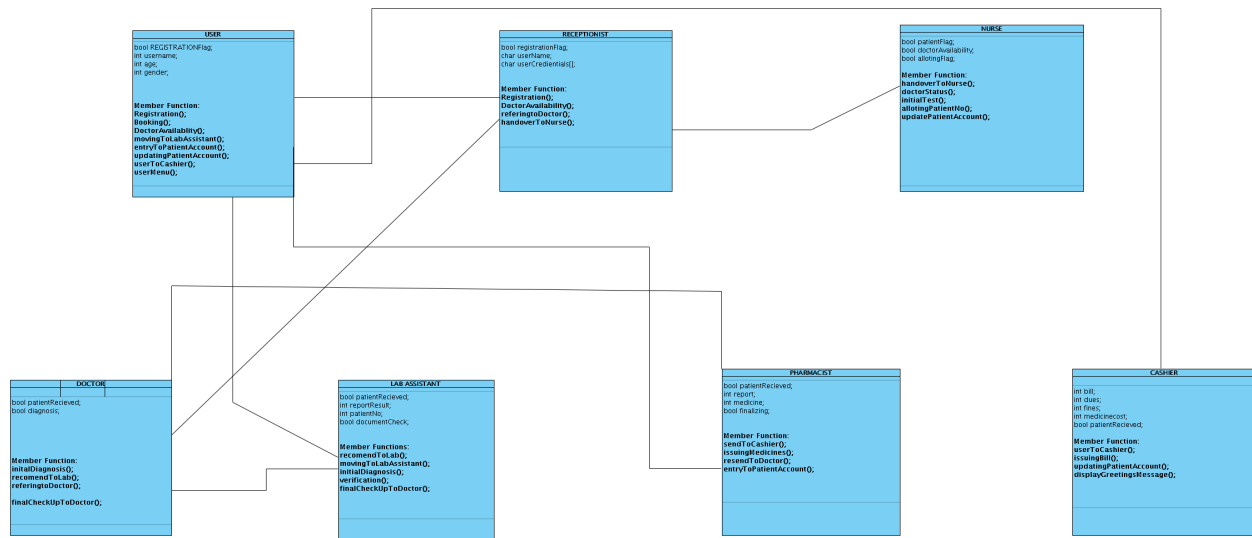 USER
bool REGISTRATIONFlag;
int username;
int age;
int gender;
Member Function:
Registration();
Booking();
DoctorAvailablity();
movingToLabAssistant();
entryToPatientAccount();
updatingPatientAccount();
userToCashier();
userMenu();
RECEPTIONIST
bool registrationFlag;
char userName;
char userCredientials[];
Member Function:
Registration();
DoctorAvailability();
referingtoDoctor();
handoverToNurse();
NURSE
bool patientFlag;
bool doctorAvailability;
bool allotingFlag;
Member Function:
handoverToNurse();
doctorStatus();
initialTest();
allotingPatientNo();
updatePatientAccount();
DOCTOR
bool patientRecieved;
bool diagnosis;
Member Function:
initalDiagnosis();
recomendToLab();
referingtoDoctor();
finalCheckUpToDoctor();
LAB ASSISTANT
bool patientRecieved;
int reportResult;
int patientNo;
bool documentCheck;
Member Functions:
recomendToLab();
movingToLabAssistant();
initialDiagnosis();
verification();
finalCheckUpToDoctor();
PHARMACIST
bool patientRecieved;
int report;
int medicine;
bool finalizing;
Member Function:
sendToCashier();
issuingMedicines();
resendToDoctor();
entryToPatientAccount();
CASHIER
int bill;
int dues;
int fines;
int medicinecost;
bool patientRecieved;
Member Function:
userToCashier();
issuingBill();
updatingPatientAccount();
displayGreetingsMessage();